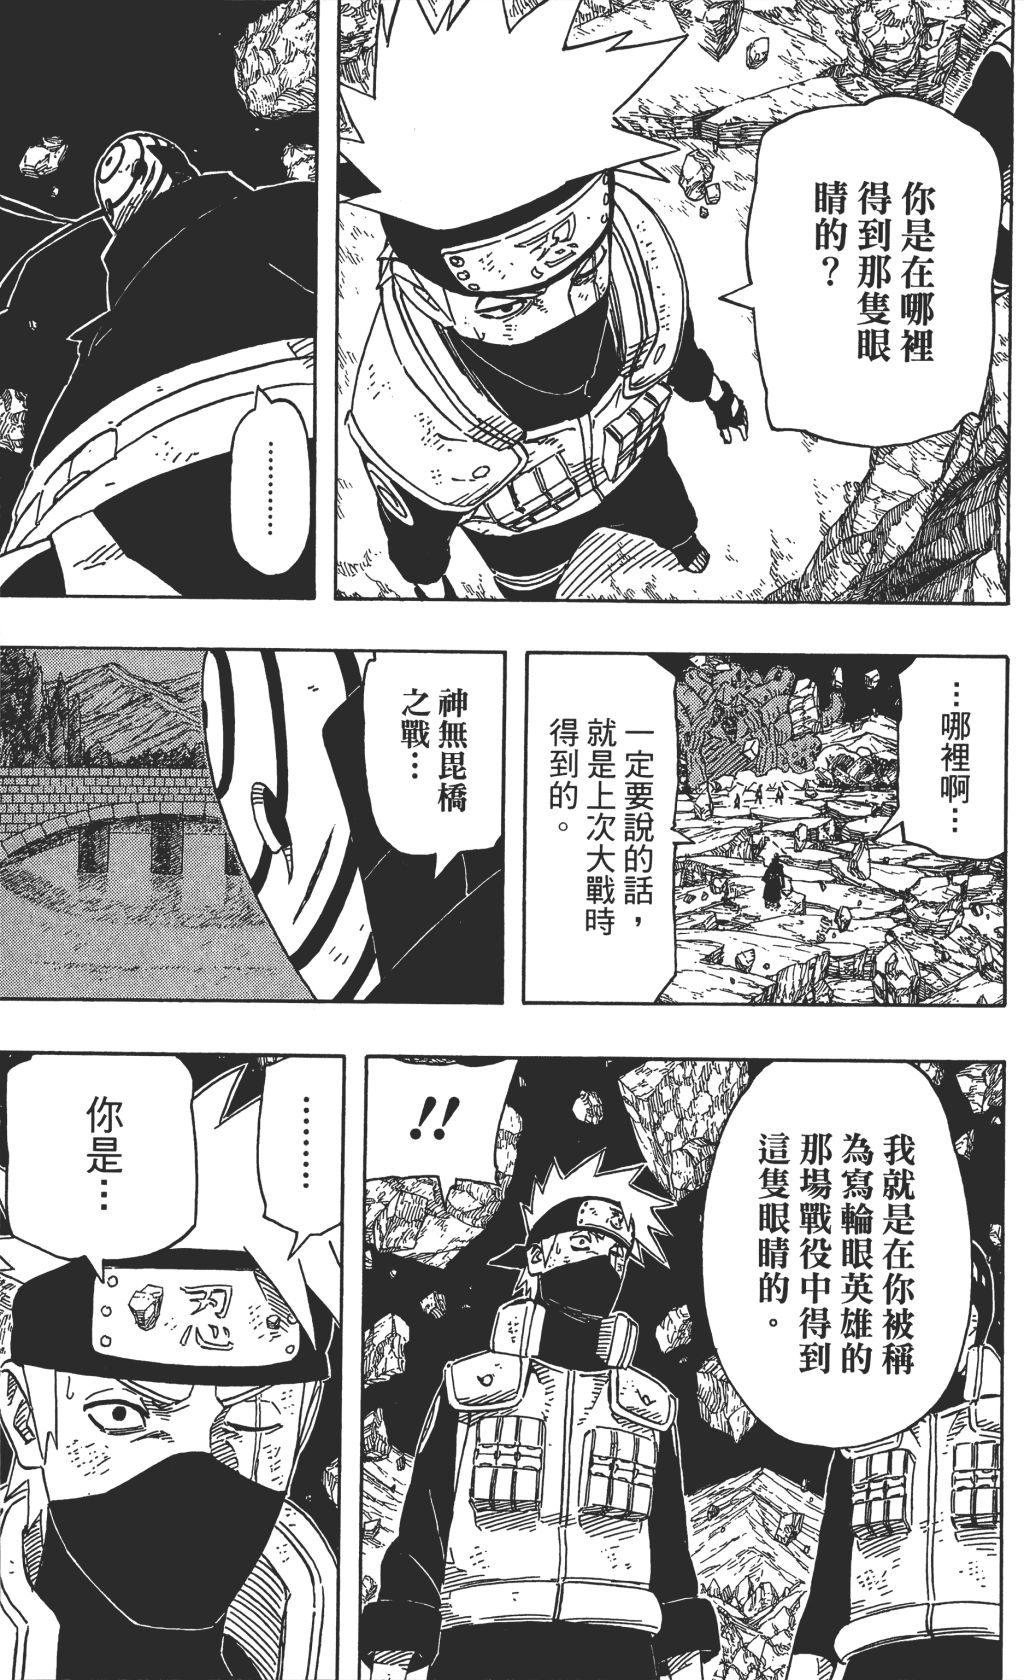 你是在哪裡
得到那隻眼
睛的？
忍
…………
…哪裡啊…
一定要說的話，
就是上次大戰時
得到的。
神無毘橋
之戰…
我就是在你被稱
為寫輪眼英雄的
那場戰役中得到
這隻眼睛的。
!!
…………
你是…
忍